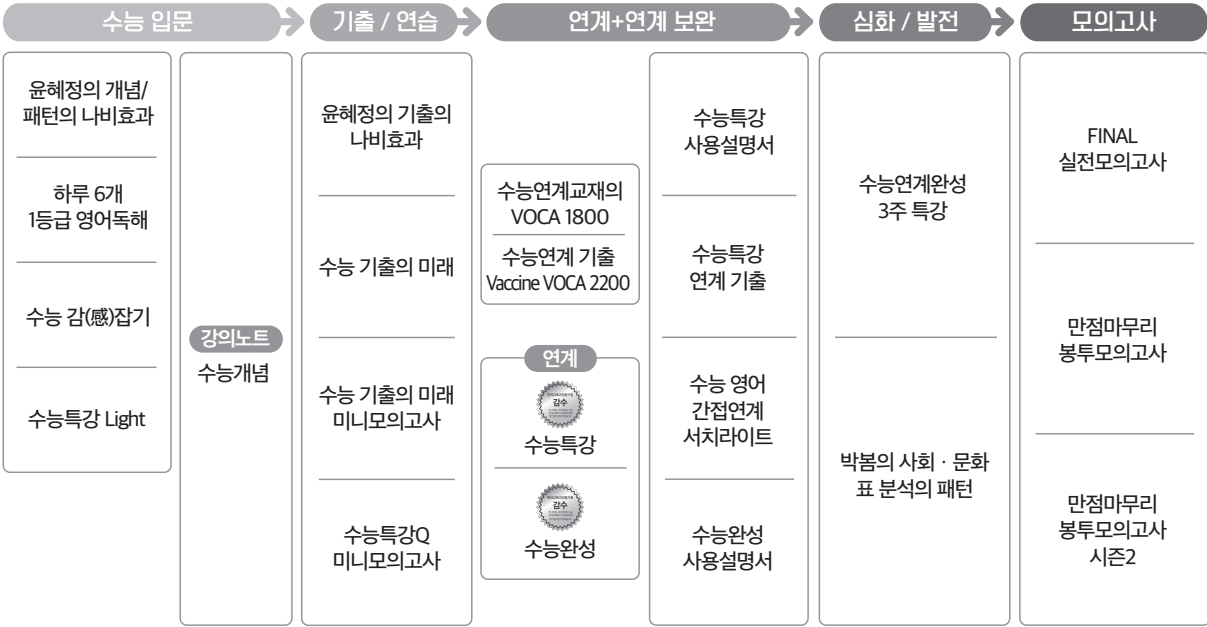 수능 입문
기출 / 연습
연계+연계 보완
심화 / 발전
모의고사
윤혜정의 개념/
패턴의 나비효과
하루 6개
1등급 영어독해
수능 감(感)잡기
수능특강 Light
강의노트
수능개념
윤혜정의 기출의
나비효과
수능 기출의 미래
수능 기출의 미래
미니모의고사
수능특강Q
미니모의고사
수능연계교재의
VOCA 1800
수능연계 기출
Vaccine VOCA 2200
연계
감수
수능특강
감수
수능완성
수능특강
사용설명서
수능특강
연계 기출
수능 영어
간접연계
서치라이트
수능완성
사용설명서
수능연계완성
3주 특강
박봄의 사회 · 문화
표 분석의 패턴
FINAL
실전모의고사
만점마무리
봉투모의고사
만점마무리
봉투모의고사
시즌2